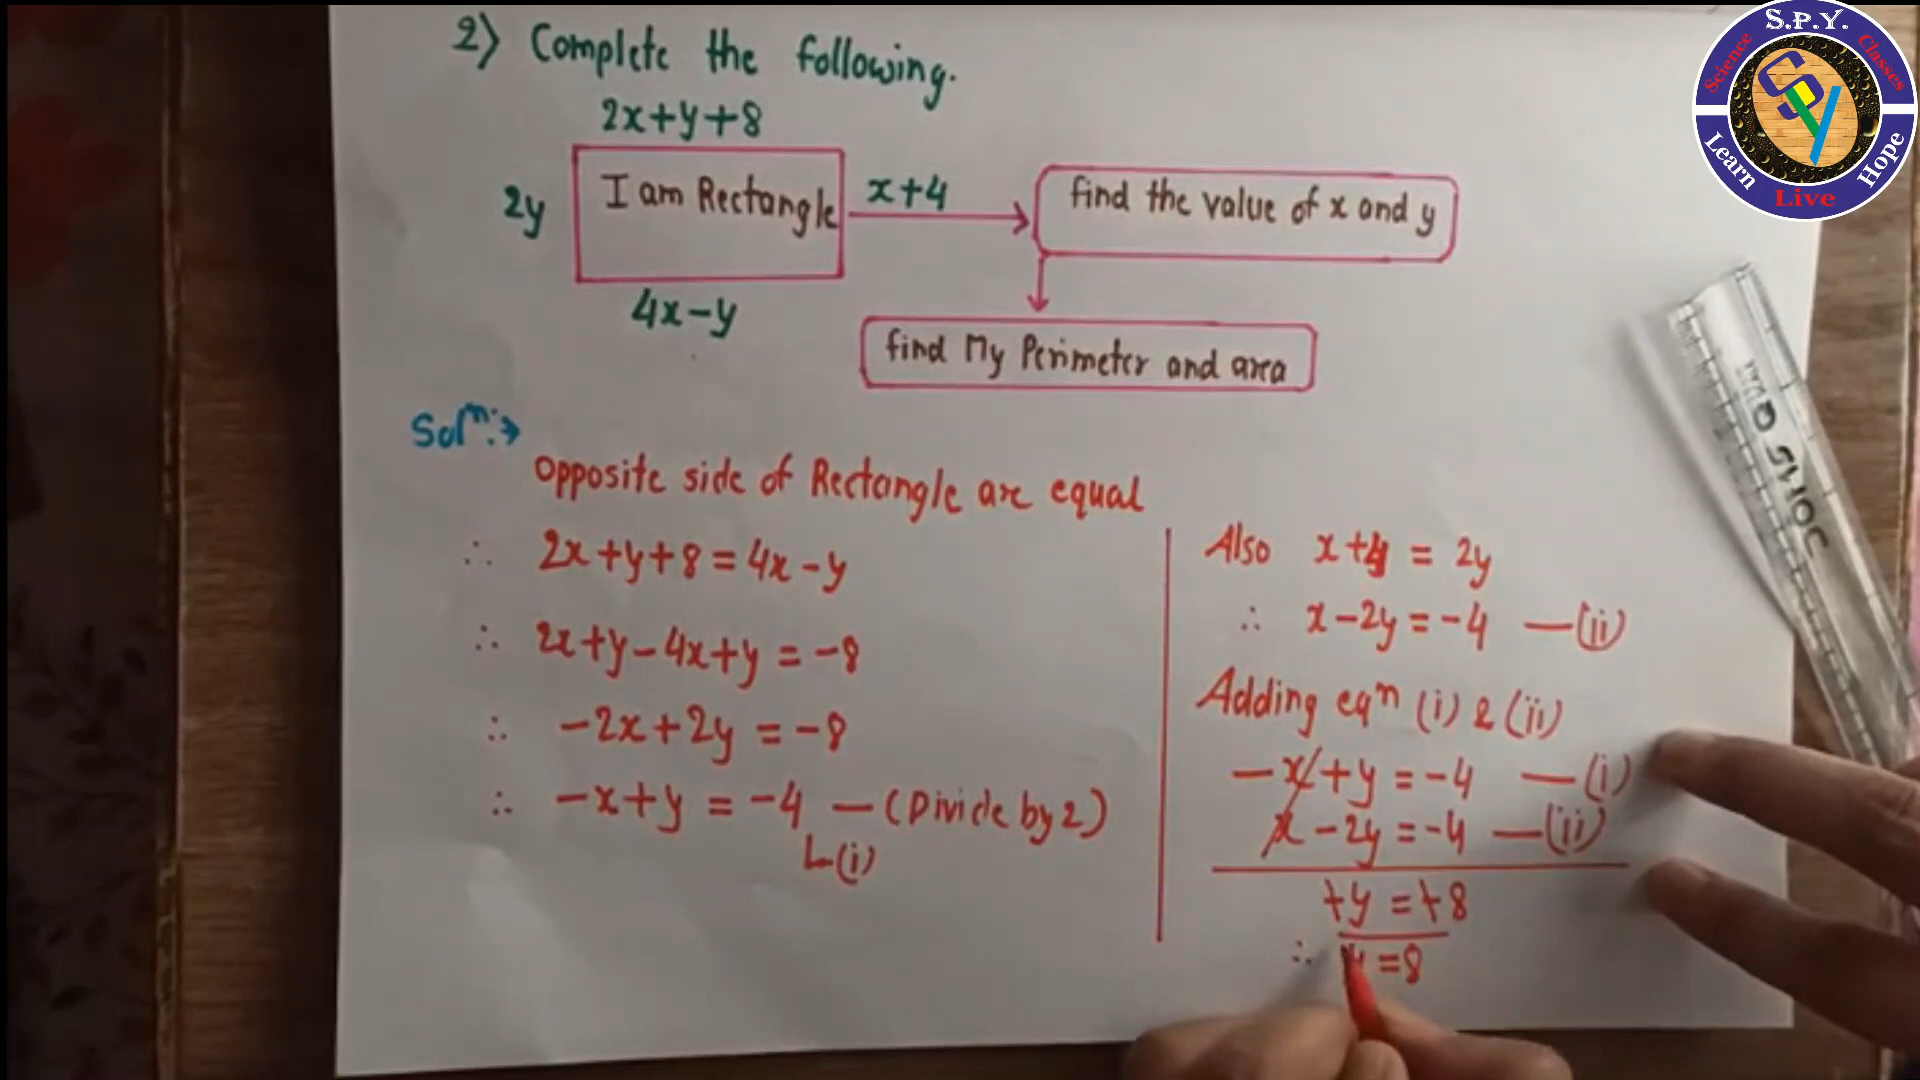 2) Complete the following.
2x+y+8
2y
I am Rectangle
x+4
find the value of x and y
4x-y
find My Perimeter and area
Solⁿ:→
Opposite side of Rectangle are equal
∴ 2x+y+8=4x-y
∴ 2x+y-4x+y=-8
∴ -2x+2y=-8
∴ -x+y=-4 —(Divide by 2)
(i)
Also x+4=2y
∴ x-2y=-4 —(ii)
Adding eqⁿ (i) & (ii)
-x+y=-4 —(i)
x-2y=-4 —(ii)
+y=+8
∴ y=8
S.P.Y.
Science
Classes
SPY
Learn
Live
Hope